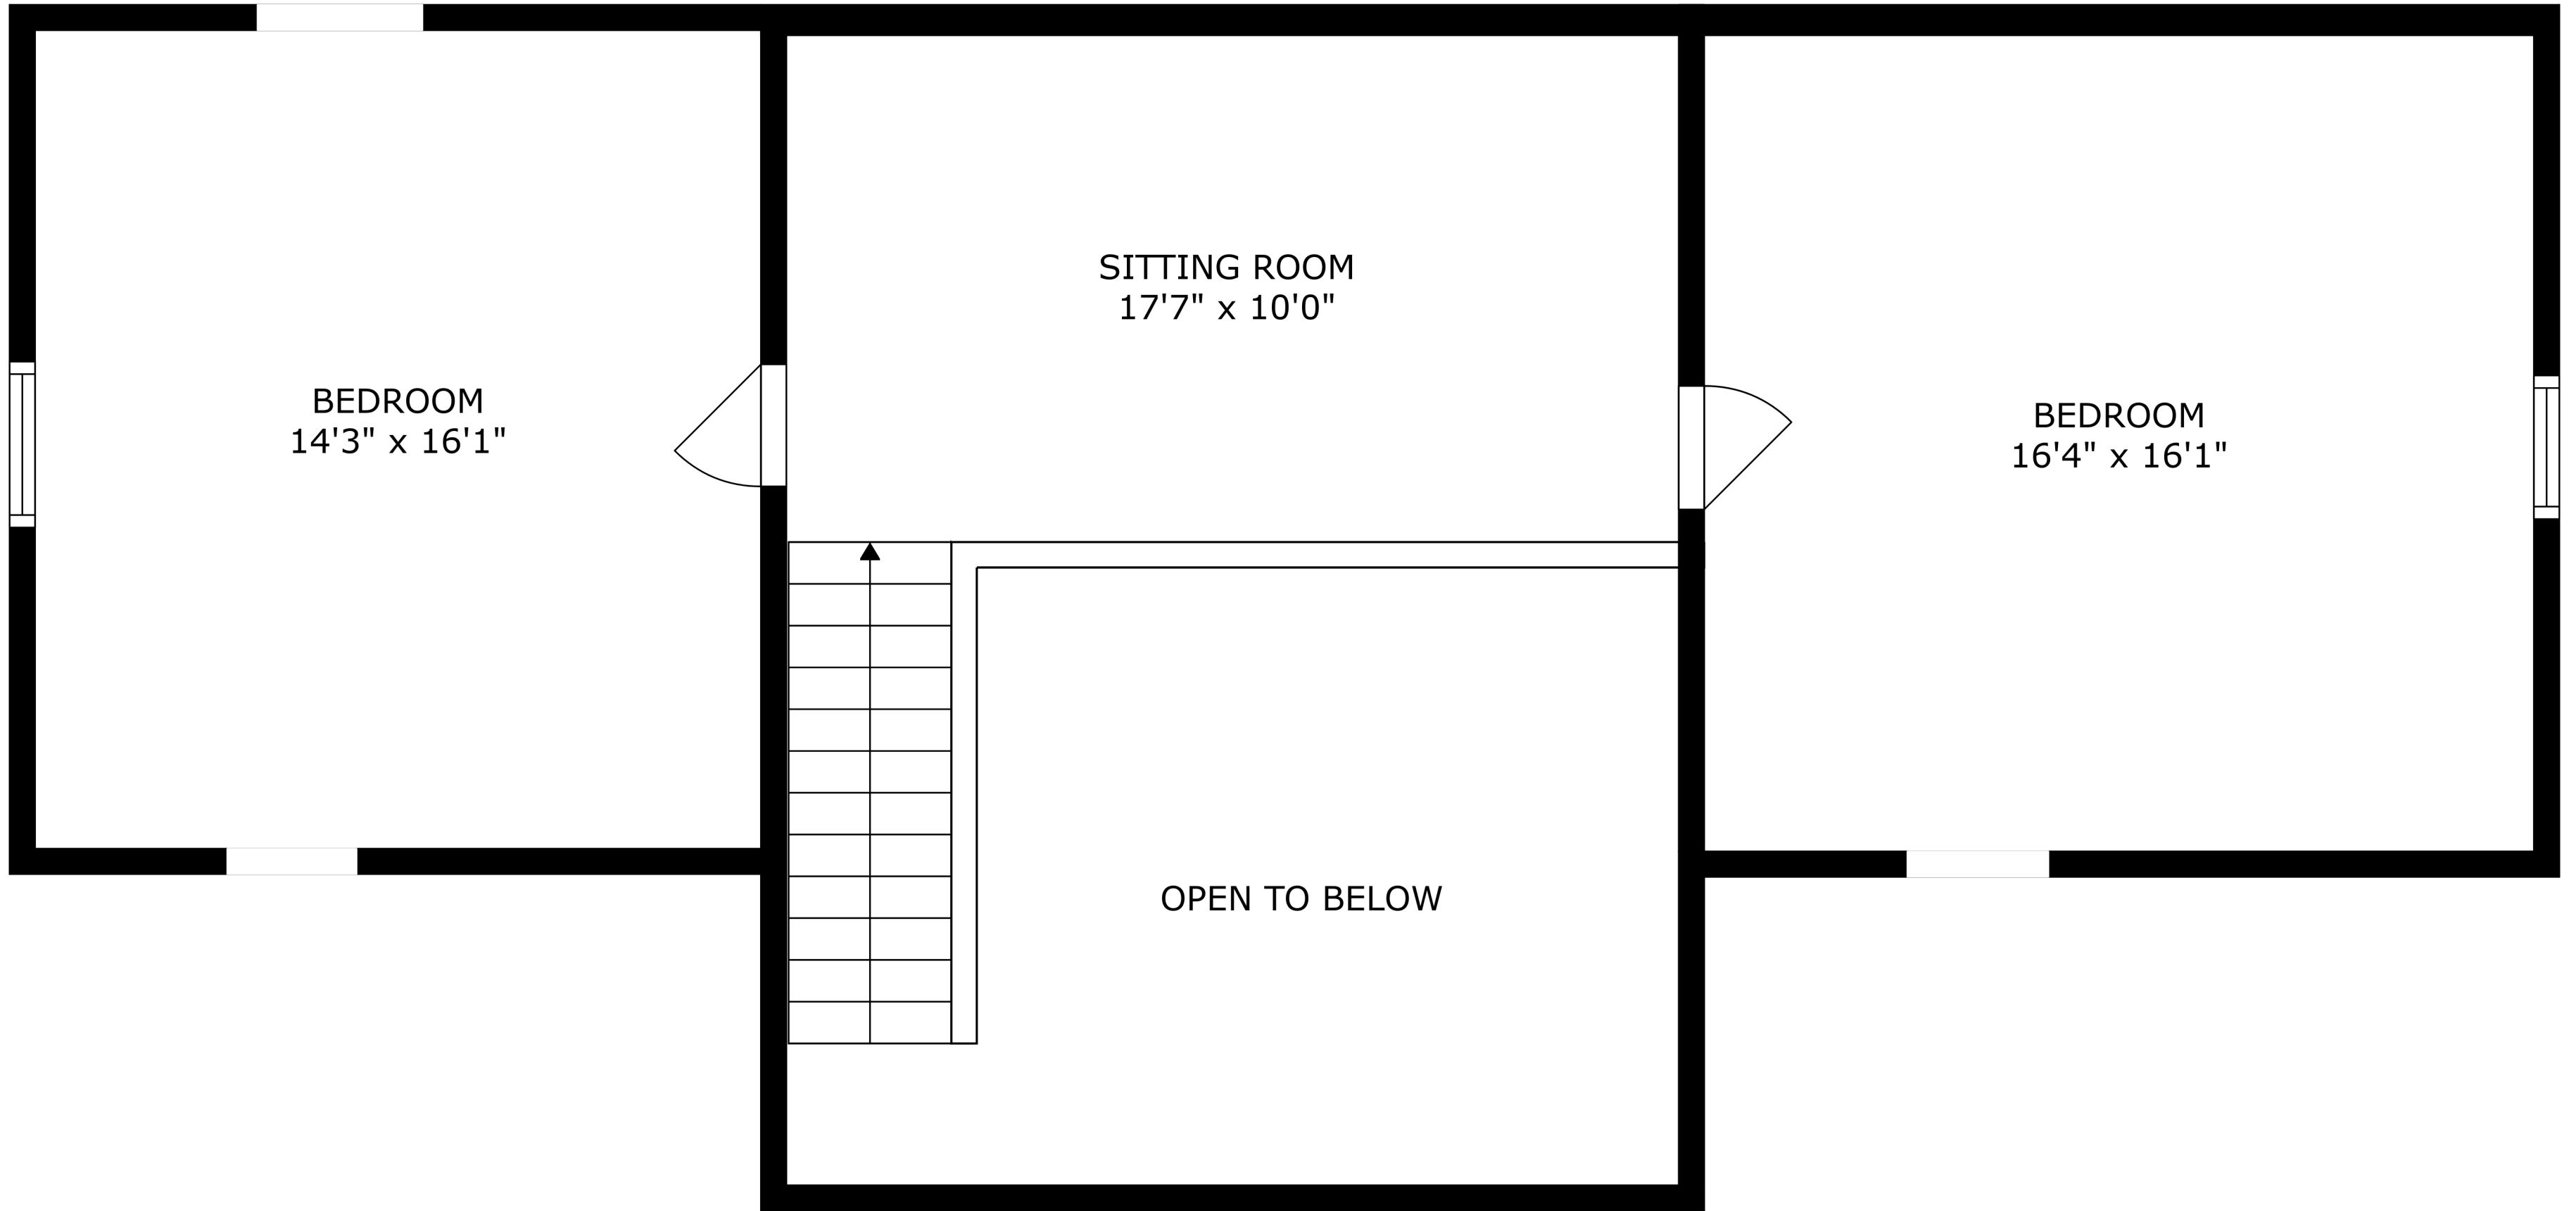 SITTING ROOM
17'7" x 10'0"
BEDROOM
14'3" x 16'1"
BEDROOM
16'4" x 16'1"
OPEN TO BELOW